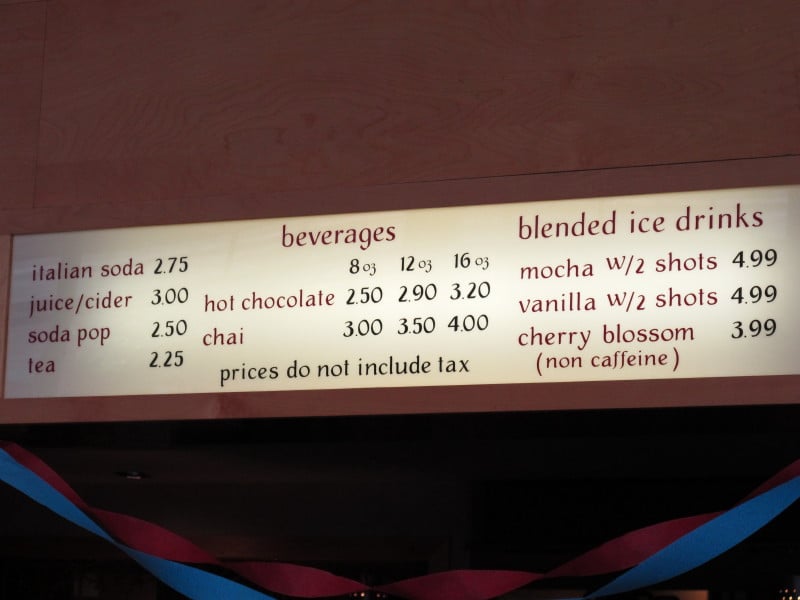 beverages
italian soda 2.75
juice/cider 3.00
soda pop 2.50
tea 2.25
8 oz 12 oz 16 oz
hot chocolate 2.50 2.90 3.20
chai 3.00 3.50 4.00
prices do not include tax
blended ice drinks
mocha w/2 shots 4.99
vanilla w/2 shots 4.99
cherry blossom 3.99
(non caffeine)